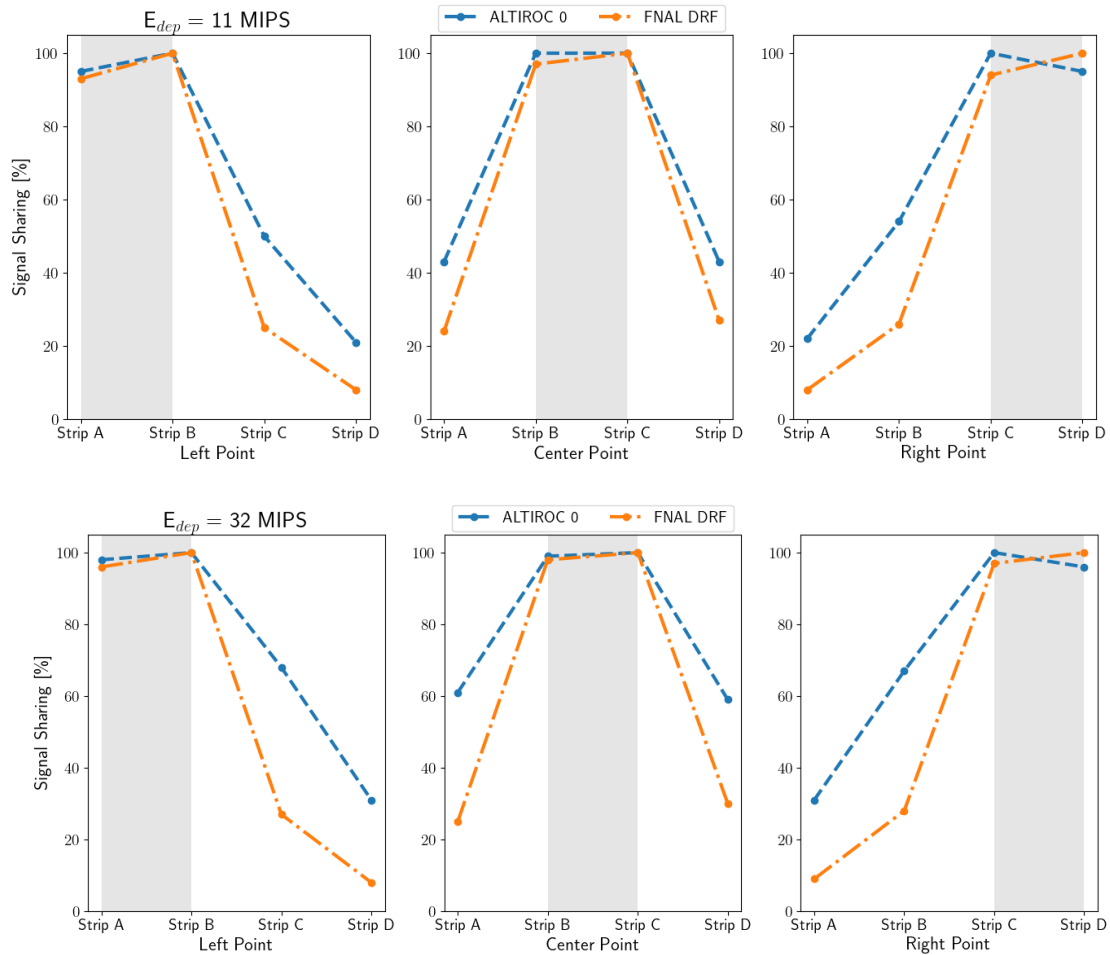 E_dep = 11 MIPS
ALTIROC 0 FNAL DRF
Signal Sharing [%]
100
80
60
40
20
0
Strip A Strip B Strip C Strip D
Left Point
100
80
60
40
20
0
Strip A Strip B Strip C Strip D
Center Point
100
80
60
40
20
0
Strip A Strip B Strip C Strip D
Right Point
E_dep = 32 MIPS
ALTIROC 0 FNAL DRF
Signal Sharing [%]
100
80
60
40
20
0
Strip A Strip B Strip C Strip D
Left Point
100
80
60
40
20
0
Strip A Strip B Strip C Strip D
Center Point
100
80
60
40
20
0
Strip A Strip B Strip C Strip D
Right Point